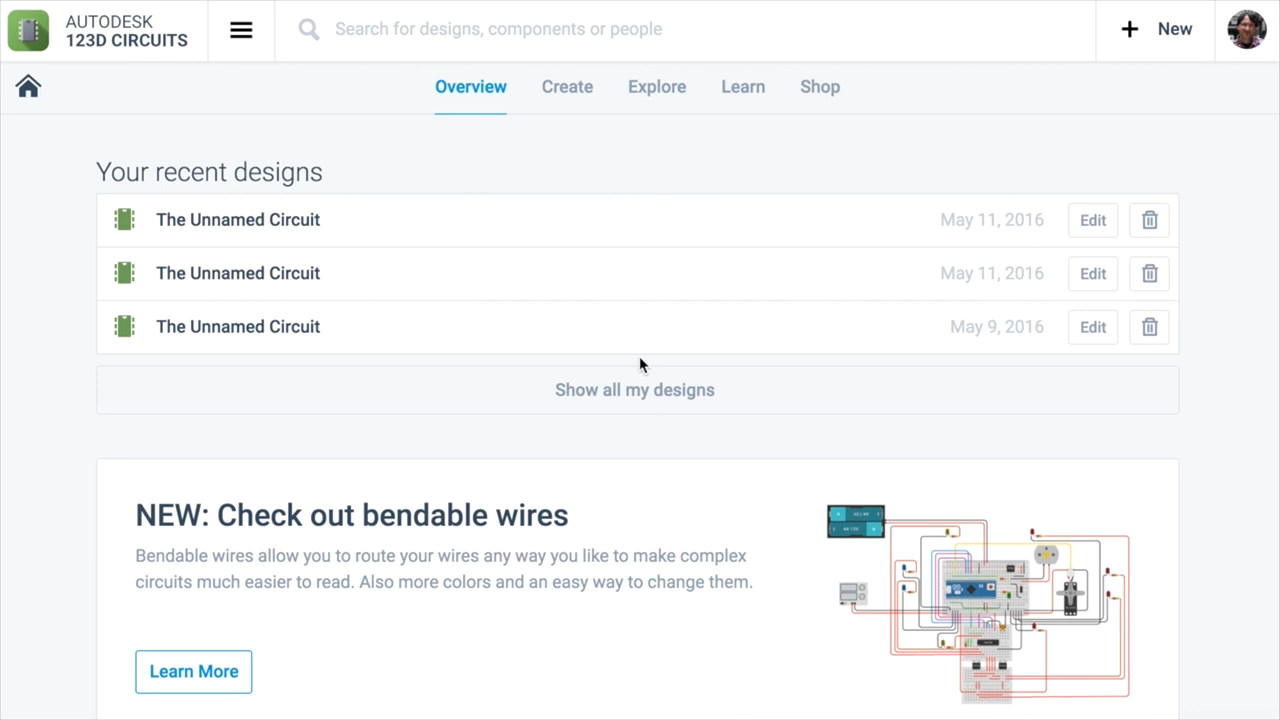 AUTODESK
123D CIRCUITS
Search for designs, components or people
New
Overview Create Explore Learn Shop
Your recent designs
The Unnamed Circuit May 11, 2016 Edit
The Unnamed Circuit May 11, 2016 Edit
The Unnamed Circuit May 9, 2016 Edit
Show all my designs
NEW: Check out bendable wires
Bendable wires allow you to route your wires any way you like to make complex
circuits much easier to read. Also more colors and an easy way to change them.
Learn More